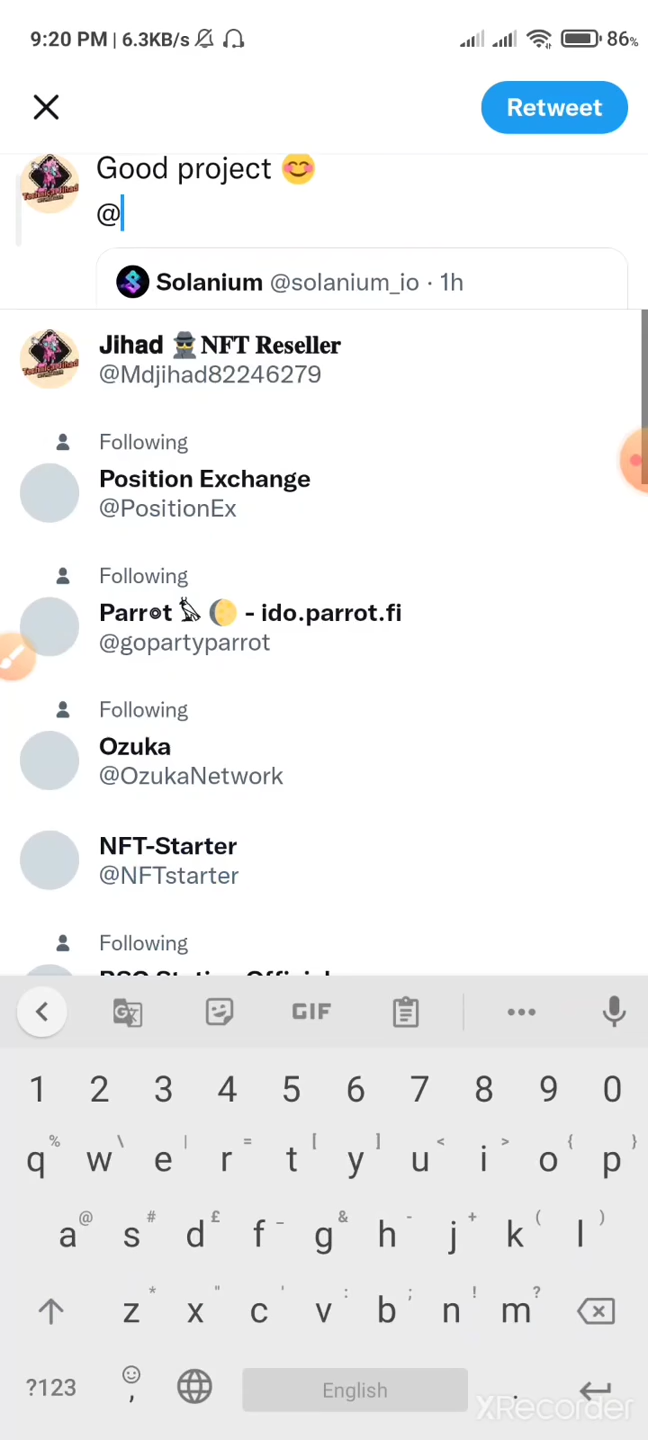 9:20 PM | 6.3KB/s 86%
Retweet
Good project 😊
@
Solanium @solanium_io · 1h
Jihad 🕵️NFT Reseller
@Mdjihad82246279
Following
Position Exchange
@PositionEx
Following
Parrot 𓅓 🌔 - ido.parrot.fi
@gopartyparrot
Following
Ozuka
@OzukaNetwork
NFT-Starter
@NFTstarter
Following
GIF
1 2 3 4 5 6 7 8 9 0
% \ | = [ ] < > { }
q w e r t y u i o p
@ # £ _ & - + ( )
a s d f g h j k l
* " ' : ; ! ?
z x c v b n m
?123 , English .
XRecorder